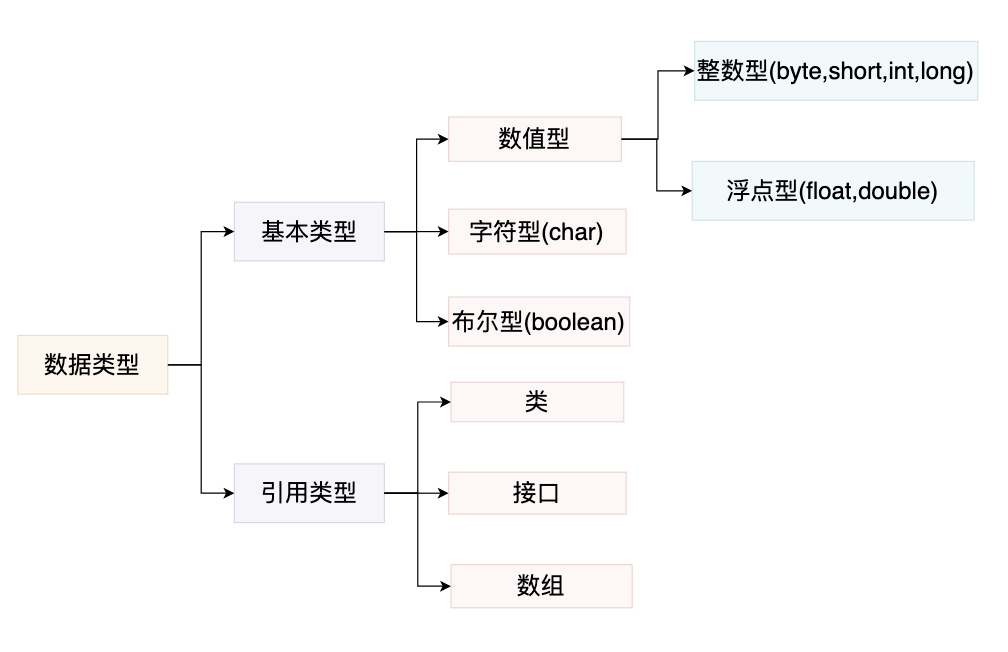 整数型(byte,short,int,long)
数值型
浮点型(float,double)
基本类型
字符型(char)
布尔型(boolean)
数据类型
类
引用类型
接口
数组